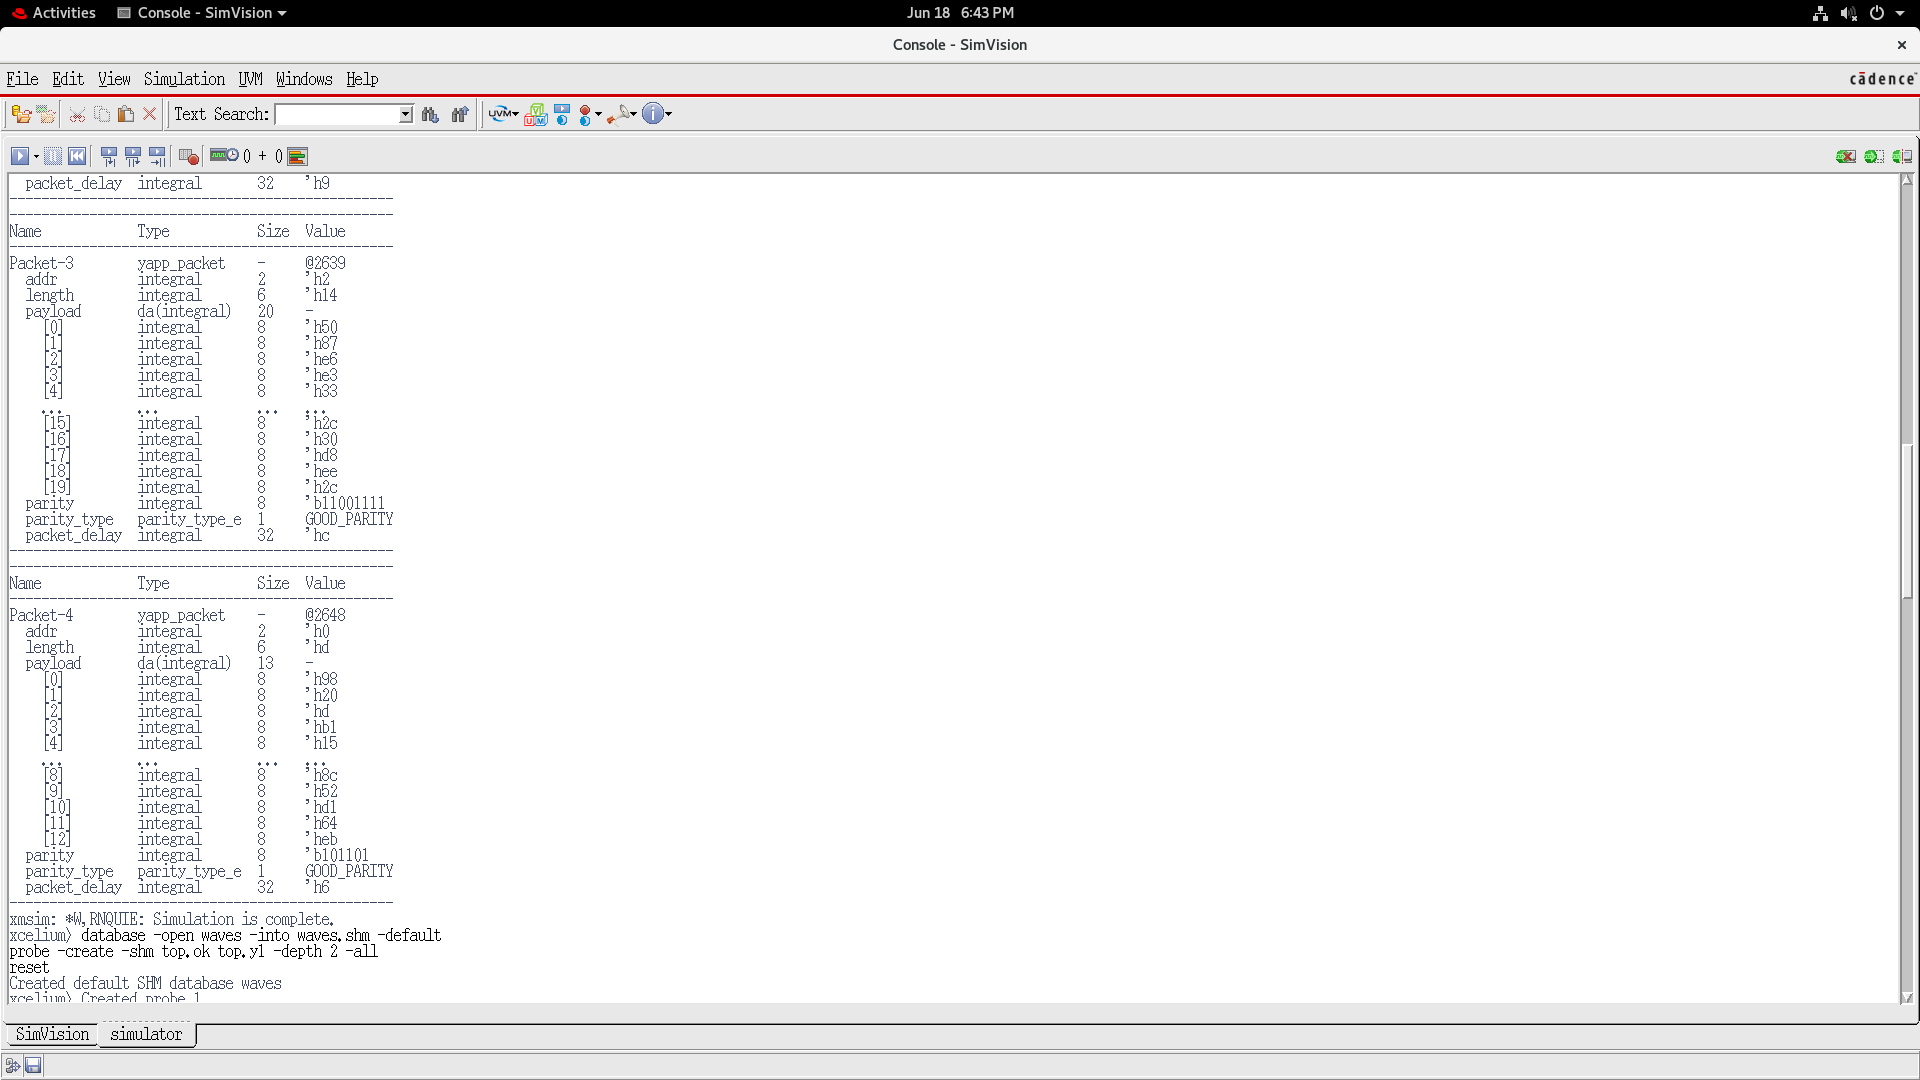 Activities Console - SimVision Jun 18 6:43 PM
Console - SimVision
File Edit View Simulation UVM Windows Help cādence
Text Search: UVM
0 + 0
packet_delay integral 32 'h9
------------------------------------------------
------------------------------------------------
Name Type Size Value
------------------------------------------------
Packet-3 yapp_packet - @2639
addr integral 2 'h2
length integral 6 'h14
payload da(integral) 20 -
[0] integral 8 'h50
[1] integral 8 'h87
[2] integral 8 'he6
[3] integral 8 'he3
[4] integral 8 'h33
... ... ... ...
[15] integral 8 'h2c
[16] integral 8 'h30
[17] integral 8 'hd8
[18] integral 8 'hee
[19] integral 8 'h2c
parity integral 8 'b11001111
parity_type parity_type_e 1 GOOD_PARITY
packet_delay integral 32 'hc
------------------------------------------------
------------------------------------------------
Name Type Size Value
------------------------------------------------
Packet-4 yapp_packet - @2648
addr integral 2 'h0
length integral 6 'hd
payload da(integral) 13 -
[0] integral 8 'h98
[1] integral 8 'h20
[2] integral 8 'hd
[3] integral 8 'hb1
[4] integral 8 'h15
... ... ... ...
[8] integral 8 'h8c
[9] integral 8 'h52
[10] integral 8 'hd1
[11] integral 8 'h64
[12] integral 8 'heb
parity integral 8 'b101101
parity_type parity_type_e 1 GOOD_PARITY
packet_delay integral 32 'h6
------------------------------------------------
xmsim: *W,RNQUIE: Simulation is complete.
xcelium> database -open waves -into waves.shm -default
probe -create -shm top.ok top.y1 -depth 2 -all
reset
Created default SHM database waves
xcelium> Created probe 1
SimVision simulator